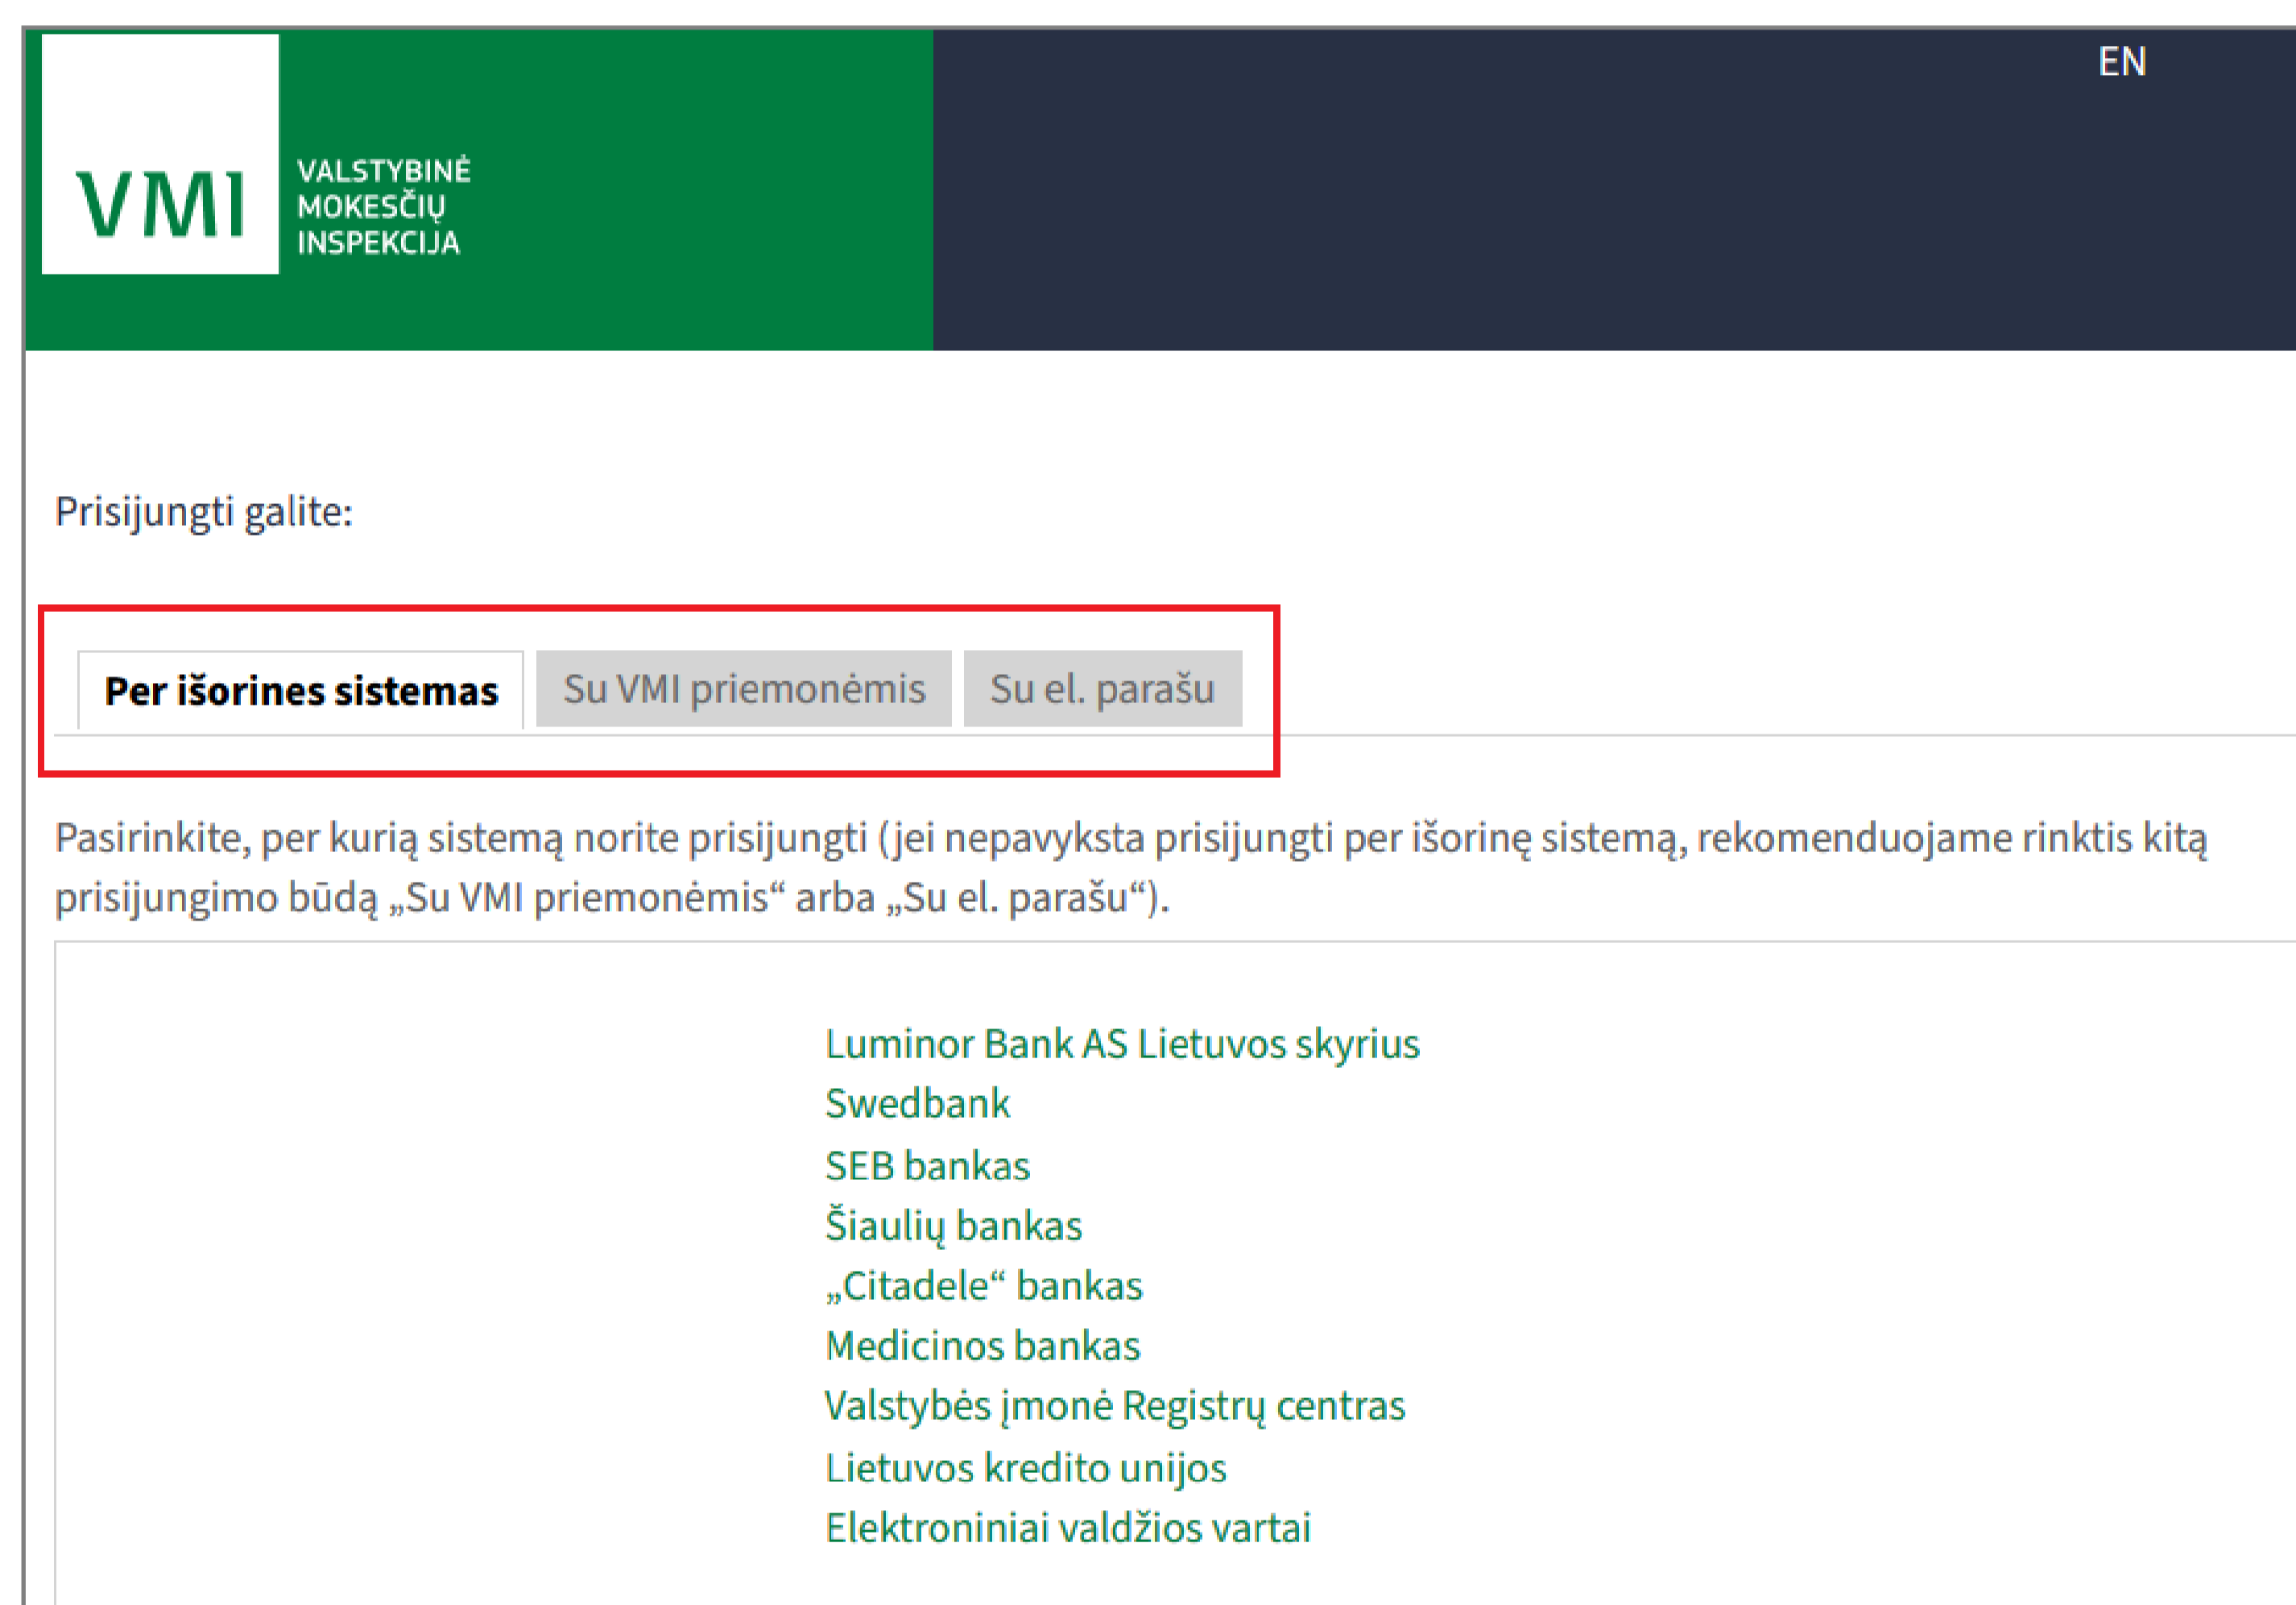 EN
VMI
VALSTYBINĖ
MOKESČIŲ
INSPEKCIJA
Prisijungti galite:
Per išorines sistemas Su VMI priemonėmis Su el. parašu
Pasirinkite, per kurią sistemą norite prisijungti (jei nepavyksta prisijungti per išorinę sistemą, rekomenduojame rinktis kitą
prisijungimo būdą „Su VMI priemonėmis“ arba „Su el. parašu“).
Luminor Bank AS Lietuvos skyrius
Swedbank
SEB bankas
Šiaulių bankas
„Citadele“ bankas
Medicinos bankas
Valstybės įmonė Registrų centras
Lietuvos kredito unijos
Elektroniniai valdžios vartai